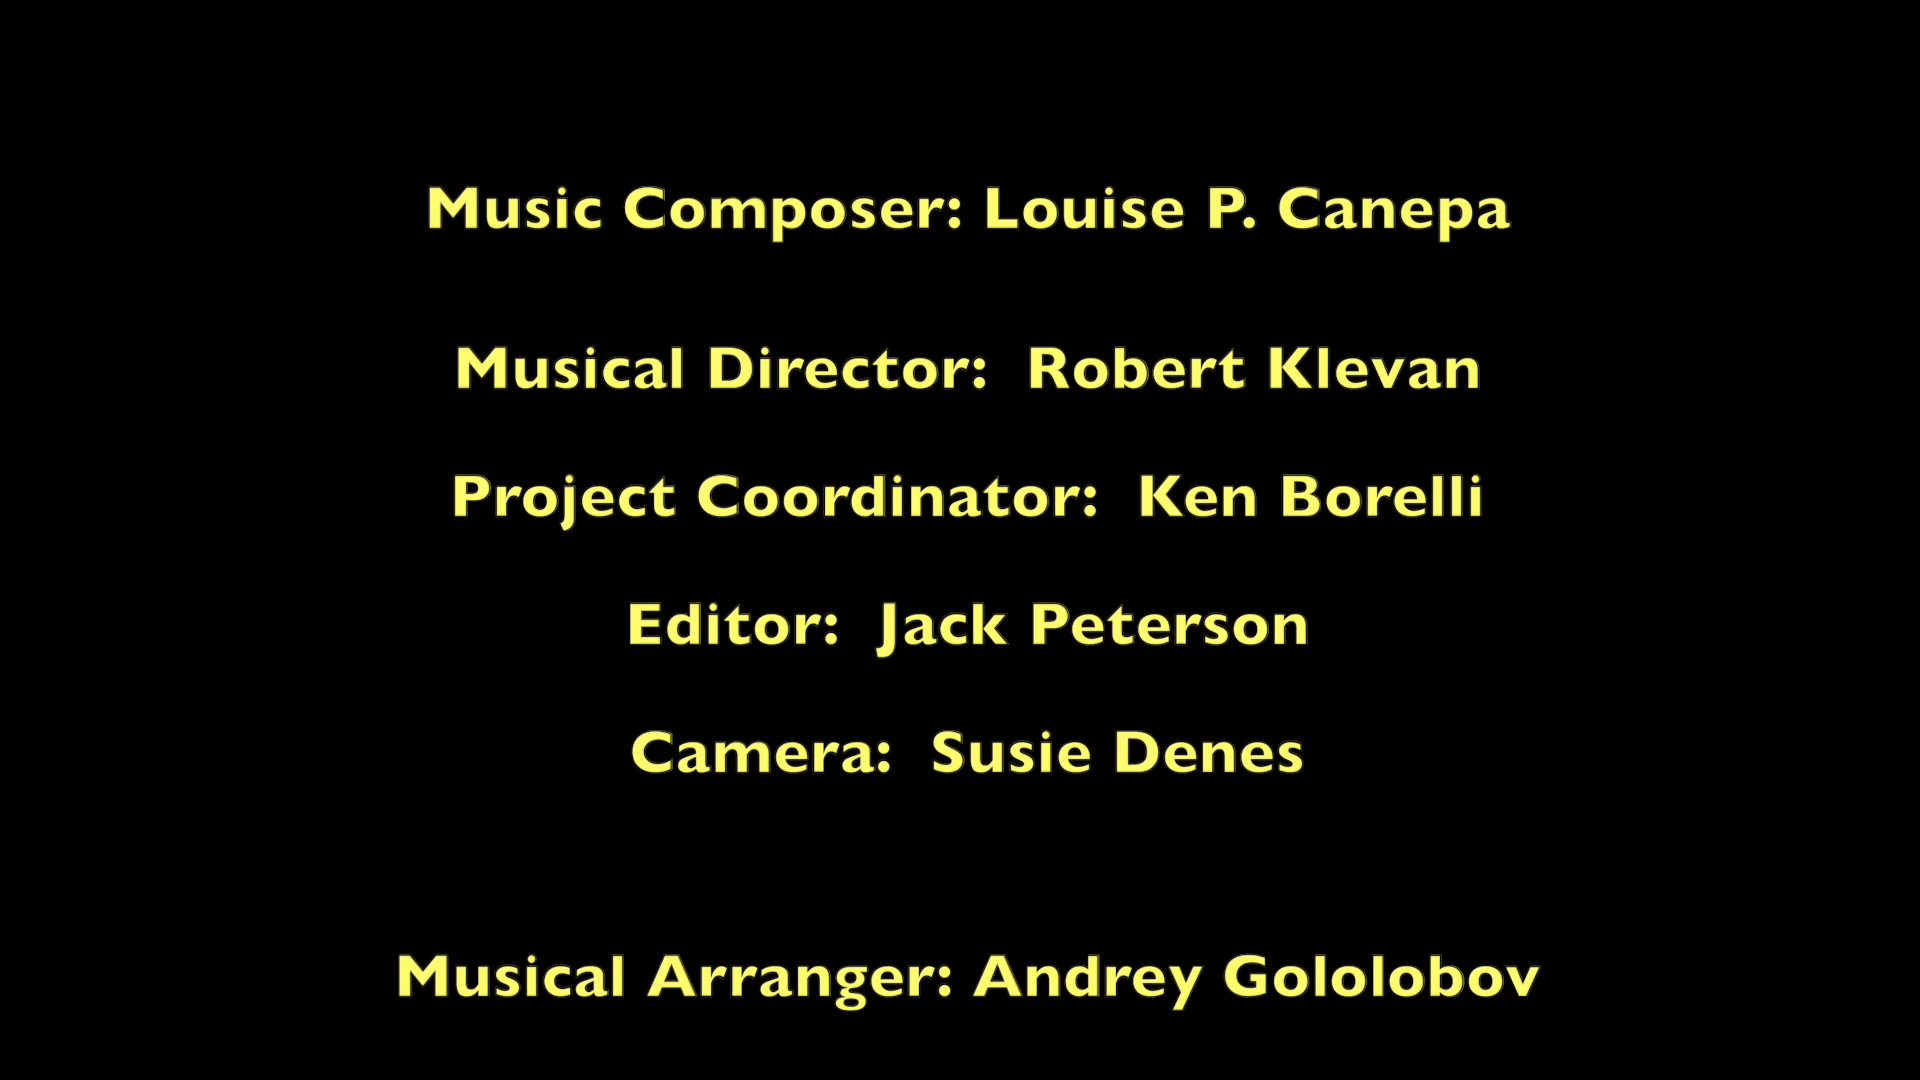 Music Composer: Louise P. Canepa
Musical Director:  Robert Klevan
Project Coordinator:  Ken Borelli
Editor:  Jack Peterson
Camera:  Susie Denes
Musical Arranger: Andrey Gololobov